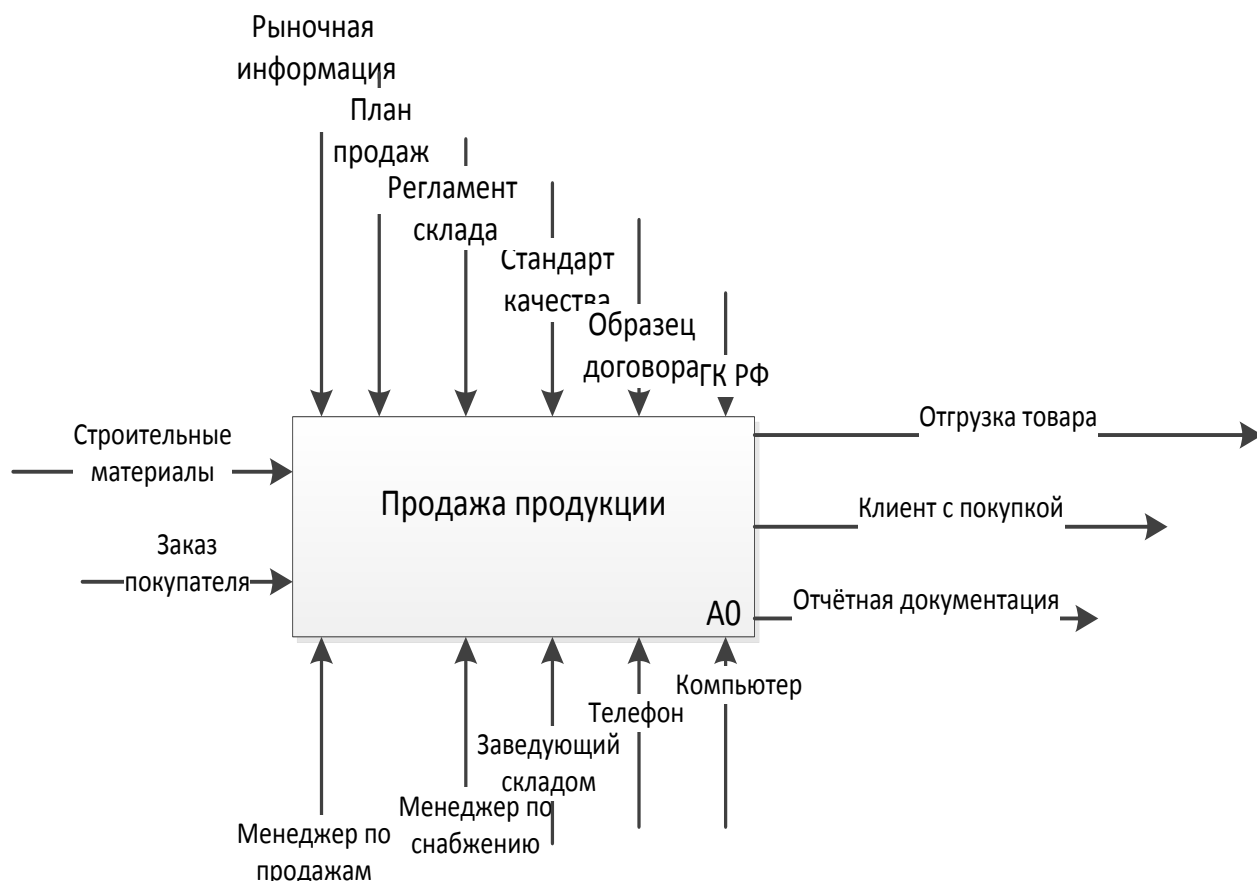 Рыночная
информация
План
продаж
Регламент
склада
Стандарт
качества
Образец
договора
ГК РФ
Строительные
материалы
Заказ
покупателя
Продажа продукции
А0
Отгрузка товара
Клиент с покупкой
Отчётная документация
Компьютер
Телефон
Заведующий
складом
Менеджер по
снабжению
Менеджер по
продажам